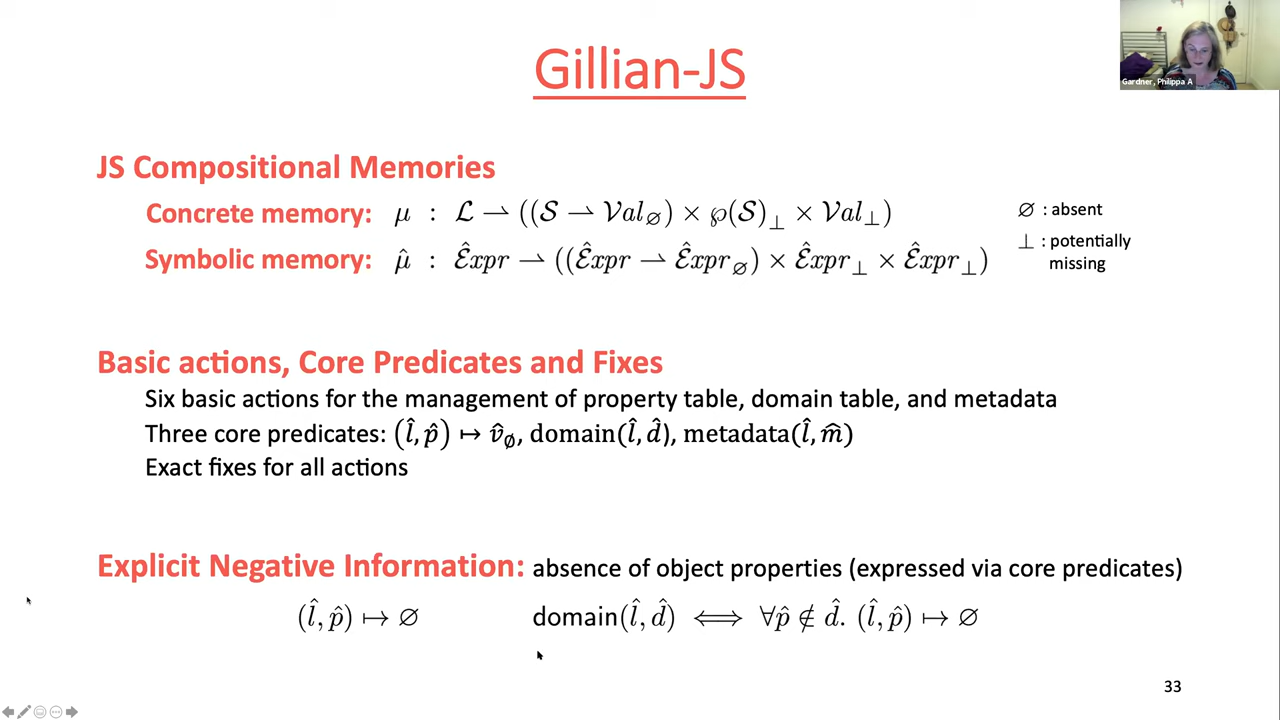 Gillian-JS
Gardner, Philippa A
JS Compositional Memories
Concrete memory: μ : ℒ ⇀ ((𝒮 ⇀ 𝒱al∅) × ℘(𝒮)⊥ × 𝒱al⊥)
∅ : absent
Symbolic memory: μ̂ : ℰ̂xpr ⇀ ((ℰ̂xpr ⇀ ℰ̂xpr∅) × ℰ̂xpr⊥ × ℰ̂xpr⊥)
⊥ : potentially
missing
Basic actions, Core Predicates and Fixes
Six basic actions for the management of property table, domain table, and metadata
Three core predicates: (l̂, p̂) ↦ v̂∅, domain(l̂, d̂), metadata(l̂, m̂)
Exact fixes for all actions
Explicit Negative Information: absence of object properties (expressed via core predicates)
(l̂, p̂) ↦ ∅ domain(l̂, d̂) ⟺ ∀p̂ ∉ d̂. (l̂, p̂) ↦ ∅
33